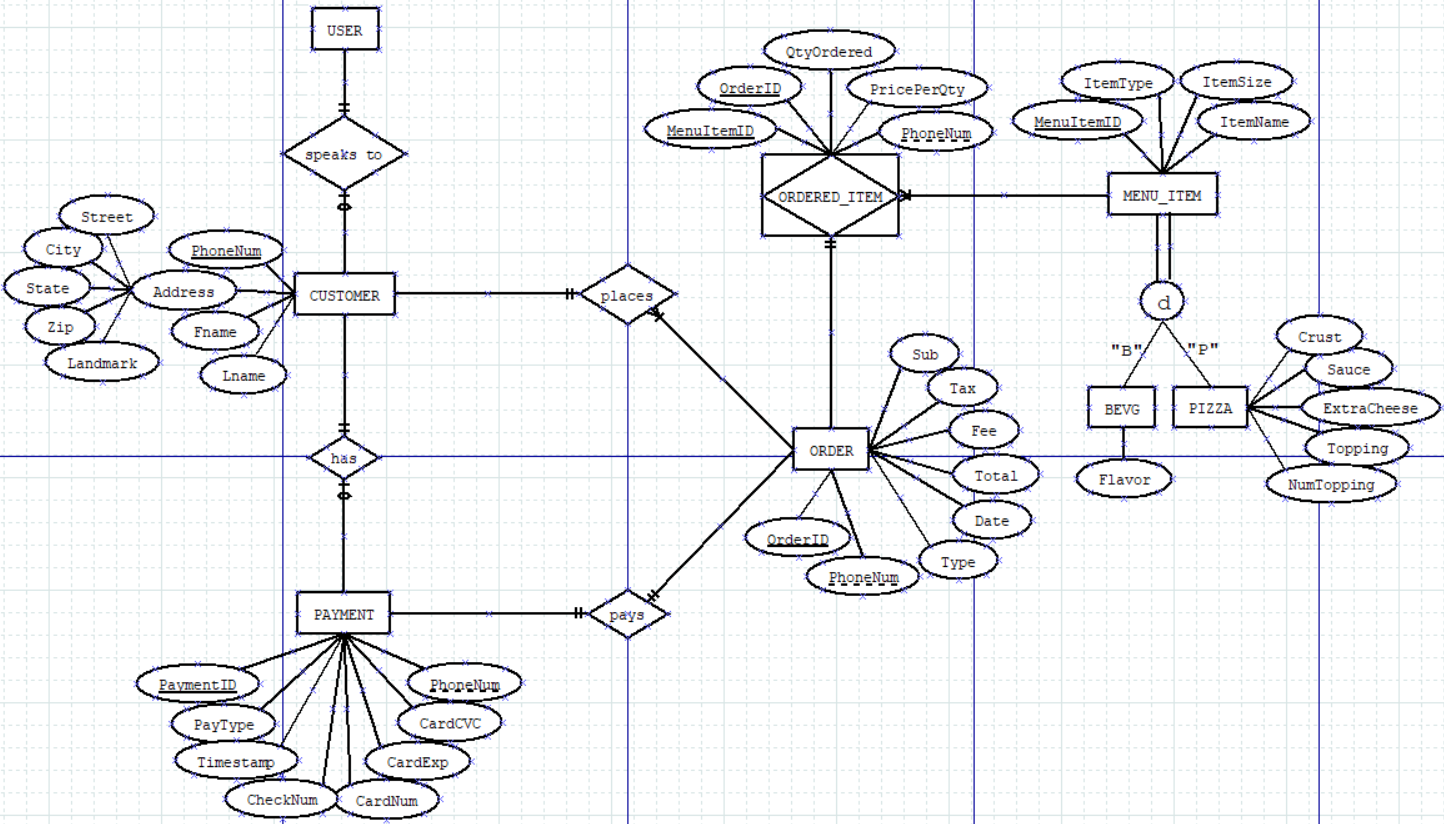 USER
QtyOrdered
OrderID
PricePerQty
MenuItemID
PhoneNum
ItemType
ItemSize
MenuItemID
ItemName
speaks to
ORDERED_ITEM
MENU_ITEM
Street
City
PhoneNum
State
Address
CUSTOMER
Zip
Fname
Landmark
Lname
places
d
"B"
"P"
Crust
Sauce
BEVG
PIZZA
ExtraCheese
Topping
Flavor
NumTopping
Sub
Tax
Fee
ORDER
Total
Date
OrderID
Type
PhoneNum
has
PAYMENT
pays
PaymentID
PhoneNum
PayType
CardCVC
Timestamp
CardExp
CheckNum
CardNum